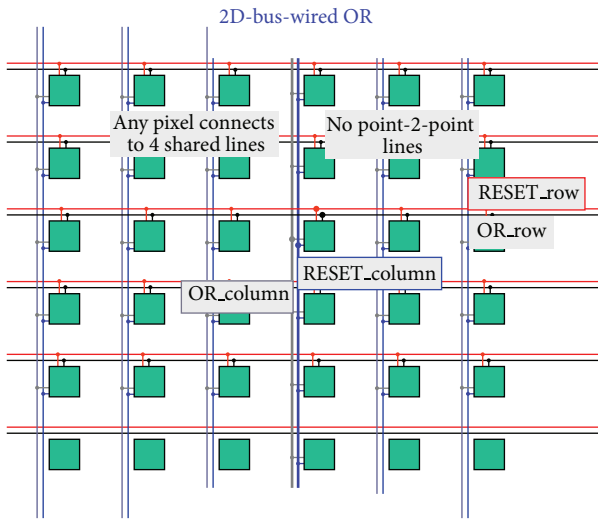 2D-bus-wired OR
Any pixel connects
to 4 shared lines
No point-2-point
lines
RESET_row
OR_row
RESET_column
OR_column